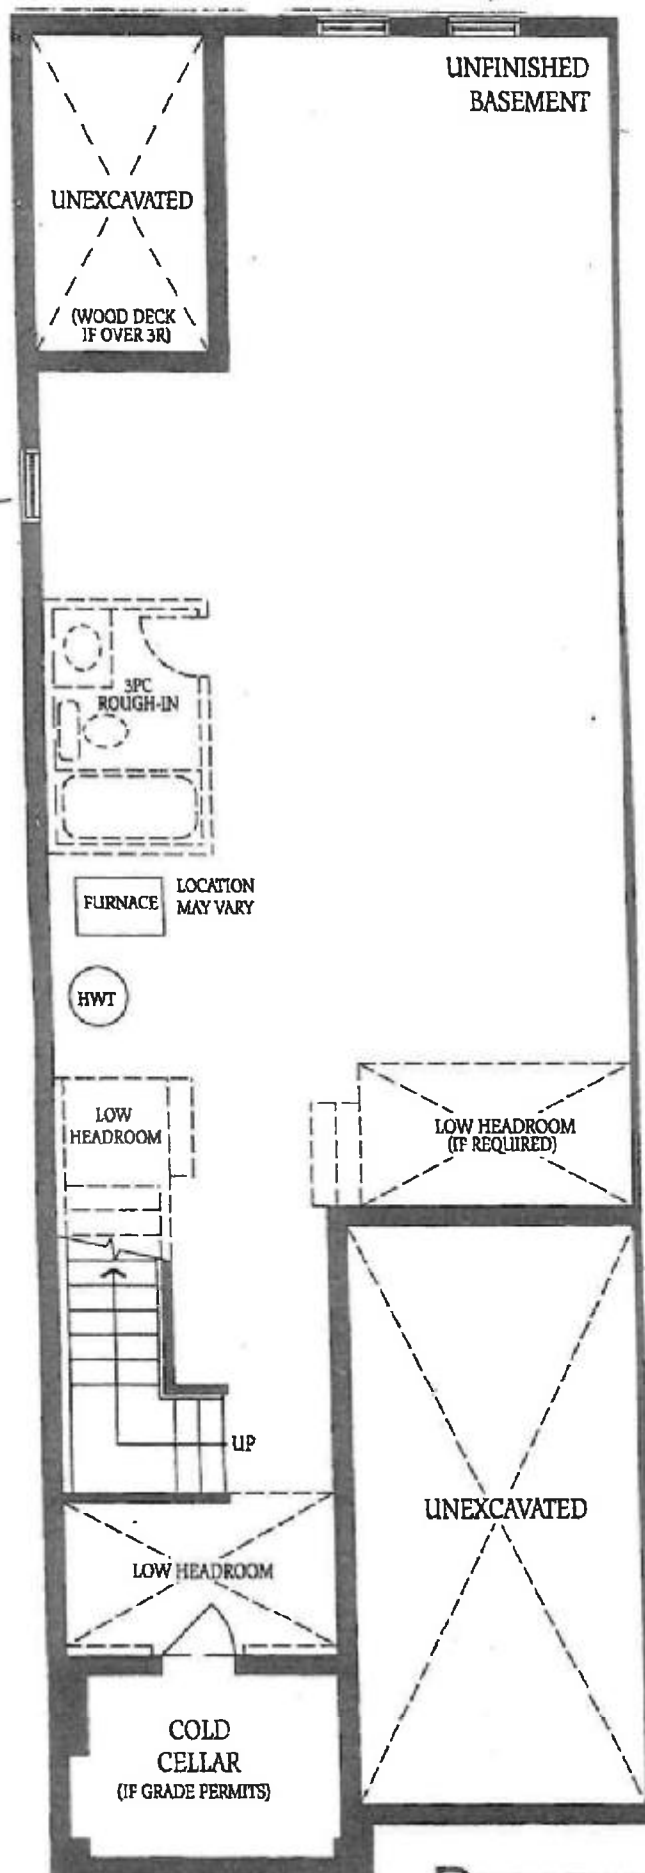 UNFINISHED
BASEMENT
UNEXCAVATED
(WOOD DECK
IF OVER 3R)
3PC
ROUGH-IN
FURNACE
LOCATION
MAY VARY
HWT
LOW
HEADROOM
LOW HEADROOM
(IF REQUIRED)
UP
UNEXCAVATED
LOW HEADROOM
COLD
CELLAR
(IF GRADE PERMITS)